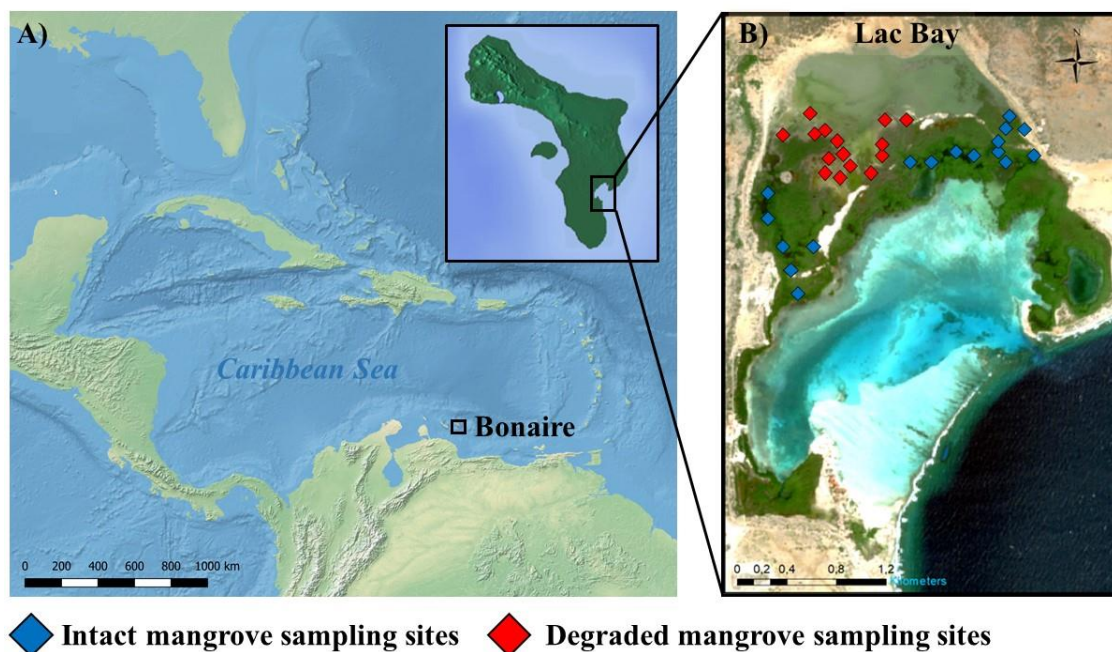 A)
B) Lac Bay
N
Caribbean Sea
Bonaire
0 200 400 600 800 1000 km
0 0,2 0,4 0,8 1,2
Kilometers
Intact mangrove sampling sites Degraded mangrove sampling sites